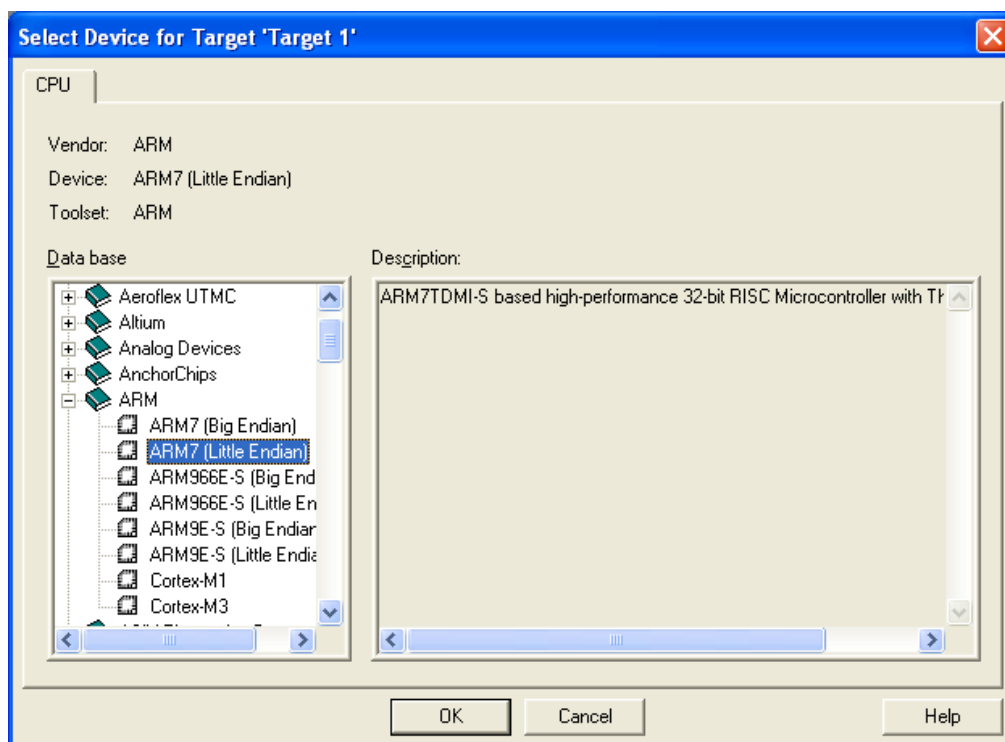 Select Device for Target 'Target 1'
CPU
Vendor: ARM
Device: ARM7 (Little Endian)
Toolset: ARM
Data base
Description:
Aeroflex UTMC
Altium
Analog Devices
AnchorChips
ARM
ARM7 (Big Endian)
ARM7 (Little Endian)
ARM966E-S (Big End
ARM966E-S (Little En
ARM9E-S (Big Endian
ARM9E-S (Little Endia
Cortex-M1
Cortex-M3
ARM7TDMI-S based high-performance 32-bit RISC Microcontroller with Th
OK
Cancel
Help